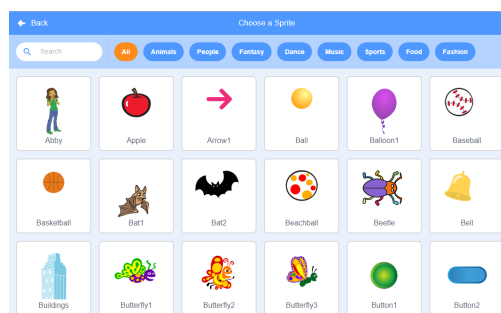 Back
Choose a Sprite
Search
All
Animals
People
Fantasy
Dance
Music
Sports
Food
Fashion
Abby
Apple
Arrow1
Ball
Balloon1
Baseball
Basketball
Bat1
Bat2
Beachball
Beetle
Bell
Buildings
Butterfly1
Butterfly2
Butterfly3
Button1
Button2